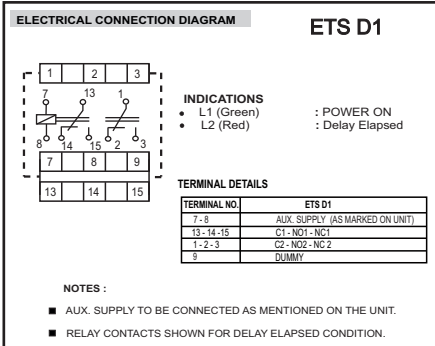 ELECTRICAL CONNECTION DIAGRAM
ETS D1
1 2 3
7 13 1
8 14 15 2 3
7 8 9
13 14 15
INDICATIONS
● L1 (Green) : POWER ON
● L2 (Red) : Delay Elapsed
TERMINAL DETAILS
TERMINAL NO. ETS D1
7 - 8 AUX. SUPPLY (AS MARKED ON UNIT)
13 - 14 -15 C1 - NO1 - NC1
1 - 2 - 3 C2 - NO2 - NC 2
9 DUMMY
NOTES :
■ AUX. SUPPLY TO BE CONNECTED AS MENTIONED ON THE UNIT.
■ RELAY CONTACTS SHOWN FOR DELAY ELAPSED CONDITION.